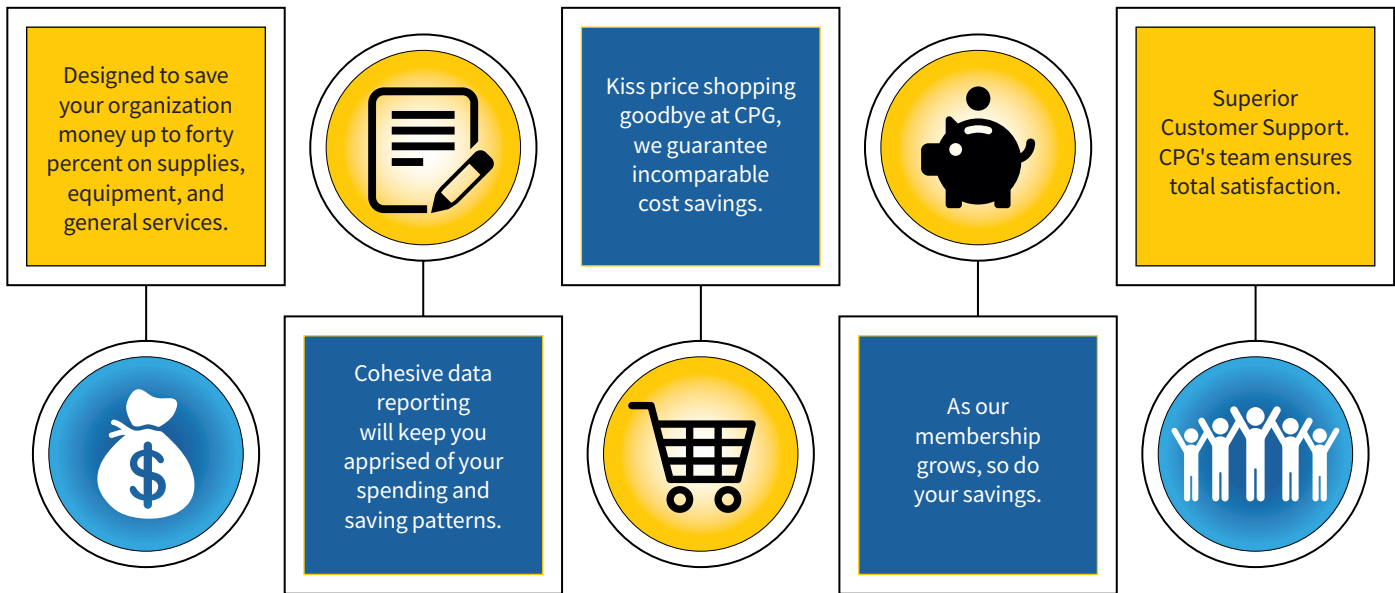 Designed to save
your organization
money up to forty
percent on supplies,
equipment, and
general services.
Cohesive data
reporting
will keep you
apprised of your
spending and
saving patterns.
Kiss price shopping
goodbye at CPG,
we guarantee
incomparable
cost savings.
As our
membership
grows, so do
your savings.
Superior
Customer Support.
CPG's team ensures
total satisfaction.
$